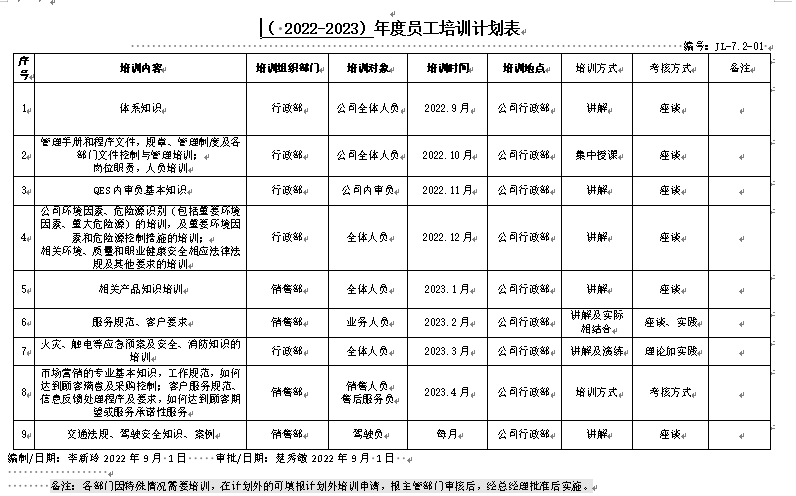 （ 2022-2023）年度员工培训计划表
编号：JL-7.2-01
序号 培训内容 培训组织部门 培训对象 培训时间 培训地点 培训方式 考核方式 备注
1 体系知识 行政部 公司全体人员 2022.9月 公司行政部 讲解 座谈
2 管理手册和程序文件，规章、管理制度及各部门文件控制与管理培训；
岗位职责，人员培训 行政部 公司全体人员 2022.10月 公司行政部 集中授课 座谈
3 QES内审员基本知识 行政部 公司内审员 2022.11月 公司行政部 讲解 座谈
4 公司环境因素、危险源识别（包括重要环境因素、重大危险源）的培训，及重要环境因素和危险源控制措施的培训；
相关环境、质量和职业健康安全相应法律法规及其他要求的培训 行政部 全体人员 2022.12月 公司行政部 讲解 座谈
5 相关产品知识培训 销售部 全体人员 2023.1月 公司行政部 讲解 座谈
6 服务规范、客户要求 销售部 业务人员 2023.2月 公司行政部 讲解及实际相结合 座谈、实践
7 火灾、触电等应急预案及安全、消防知识的培训 行政部 全体人员 2023.3月 公司行政部 讲解及演练 理论加实践
8 市场营销的专业基本知识，工作规范，如何达到顾客满意及采购控制；客户服务规范、信息反馈处理程序及要求，如何达到顾客期望或服务承诺性服务 销售部 销售人员
售后服务员 2023.4月 公司行政部 培训方式 考核方式
9 交通法规、驾驶安全知识、案例 销售部 驾驶员 每月 公司行政部 讲解 座谈
编制/日期：李新玲 2022年9月1日 审批/日期：楚秀敏 2022年9月1日
备注：各部门因特殊情况需要培训，在计划外的可填报计划外培训申请，报主管部门审核后，经总经理批准后实施。